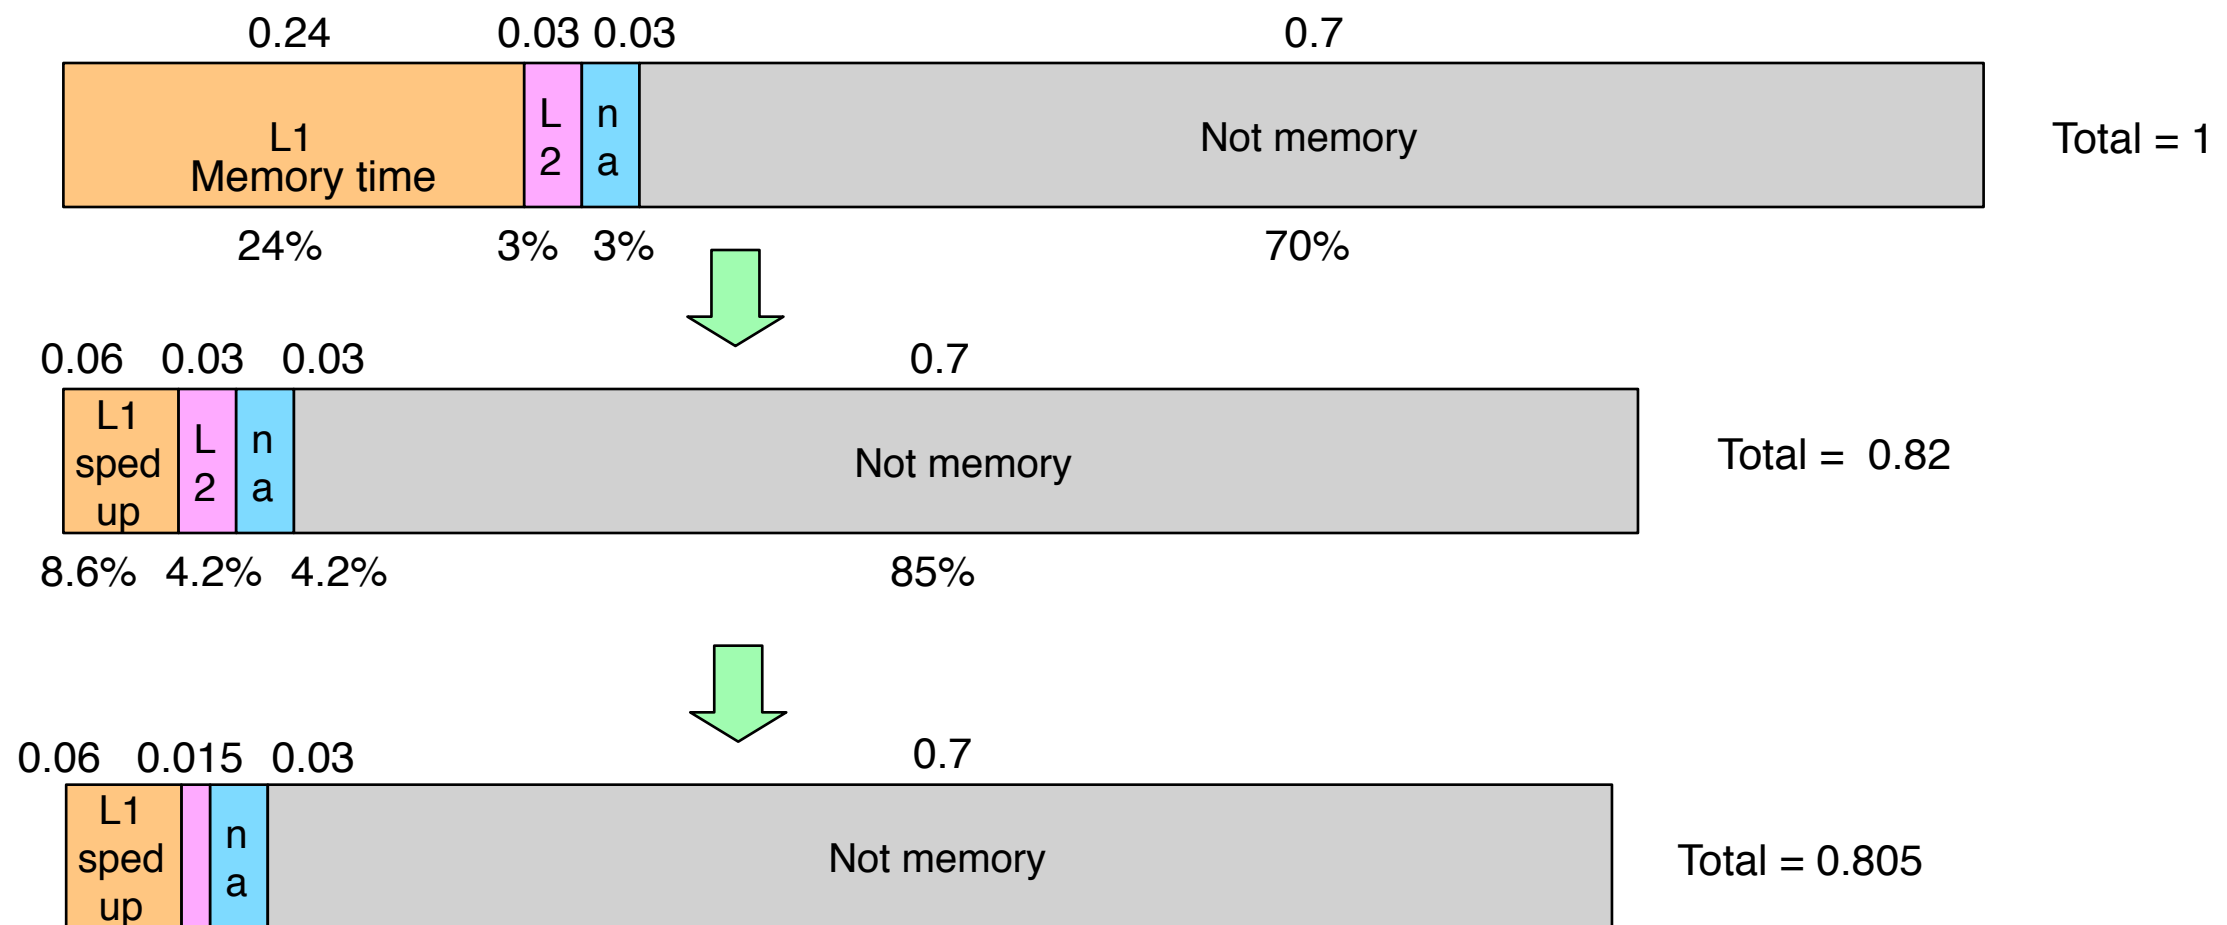 0.24 0.03 0.03 0.7
L1
Memory time
L
2
n
a
Not memory
Total = 1
24% 3% 3% 70%
0.06 0.03 0.03 0.7
L1
sped
up
L
2
n
a
Not memory
Total = 0.82
8.6% 4.2% 4.2% 85%
0.06 0.015 0.03 0.7
L1
sped
up
n
a
Not memory
Total = 0.805